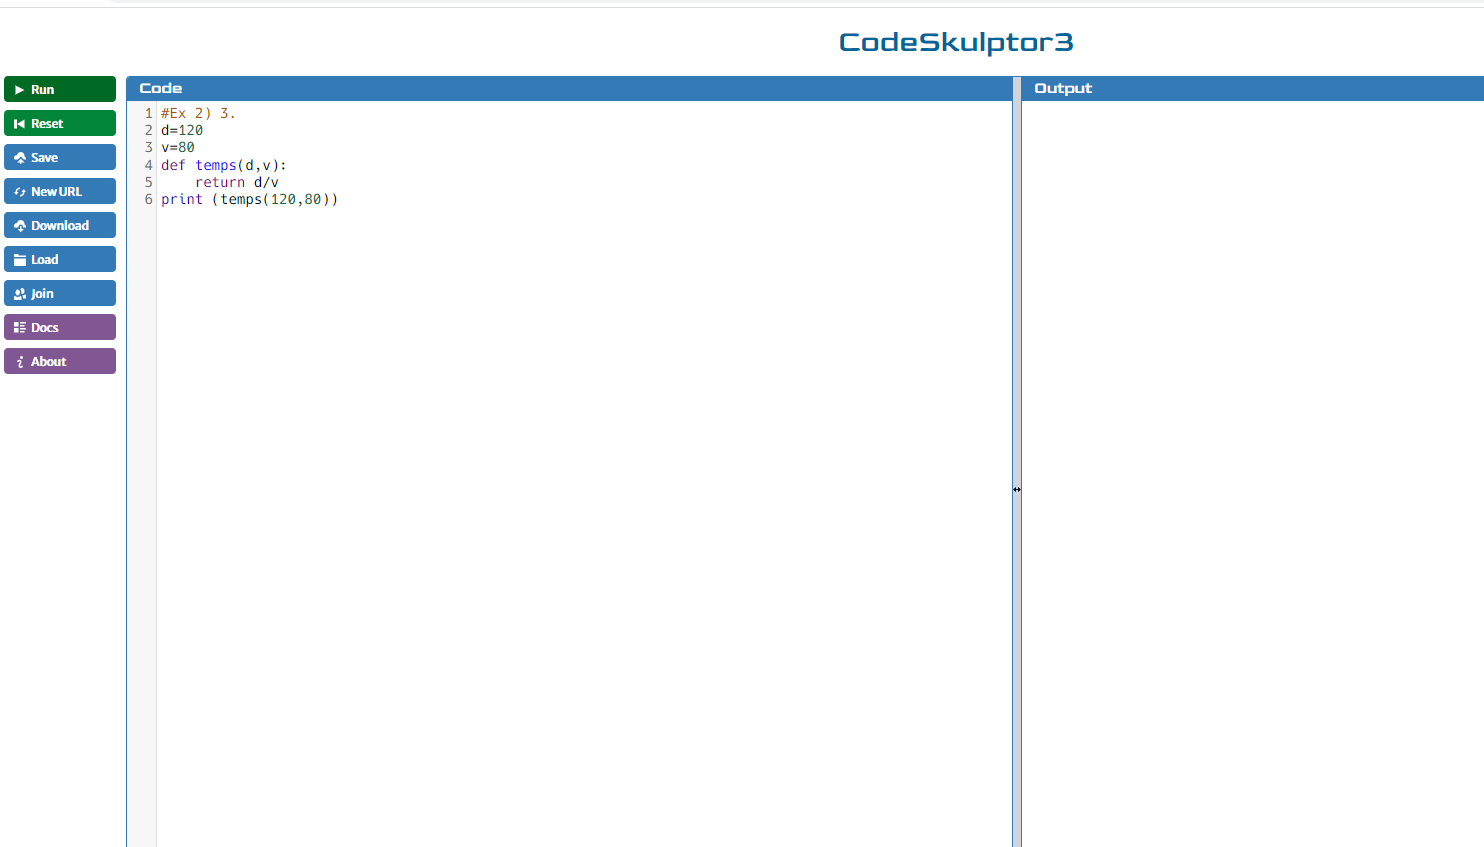 CodeSkulptor3
Run
Reset
Save
New URL
Download
Load
Join
Docs
About
Code
1 #Ex 2) 3.
2 d=120
3 v=80
4 def temps(d,v):
5     return d/v
6 print (temps(120,80))
Output